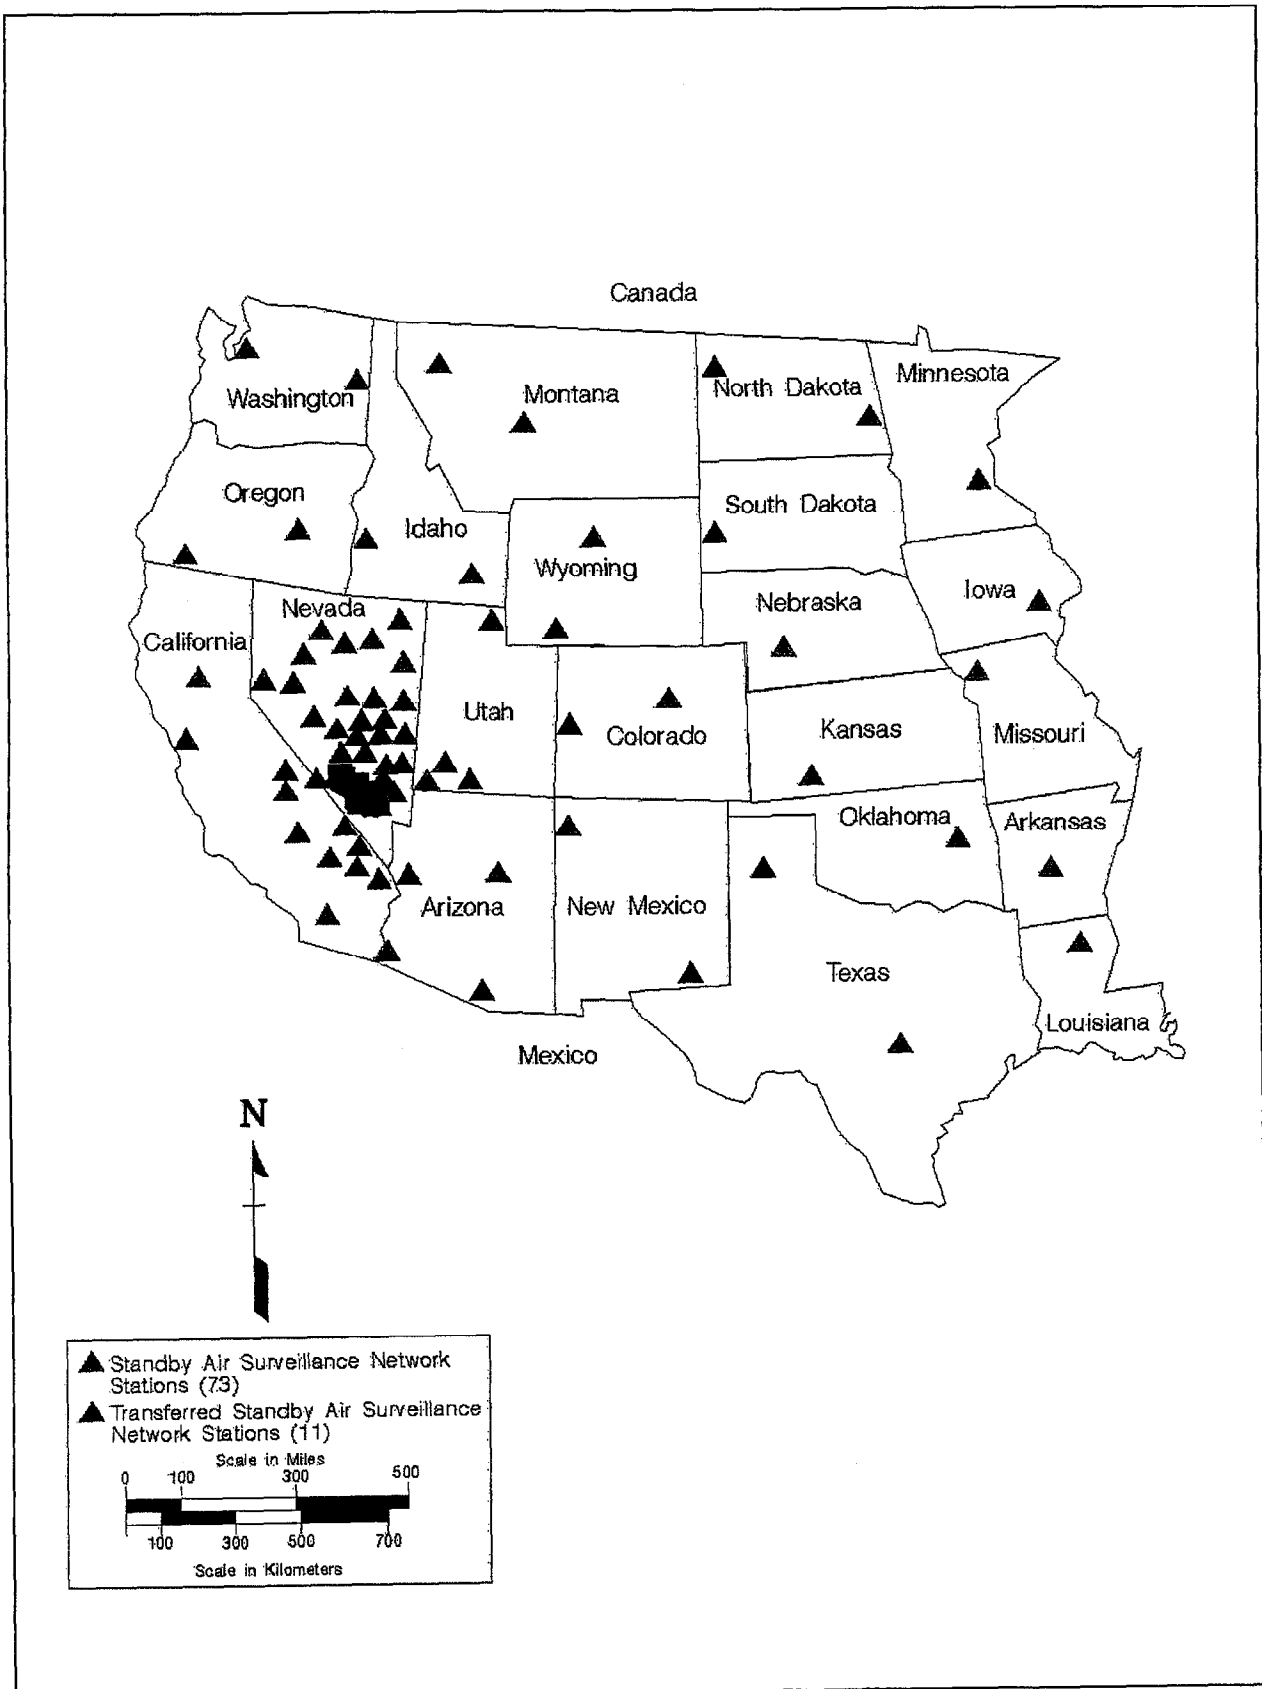 Canada
Washington
Montana
North Dakota
Minnesota
Oregon
Idaho
South Dakota
Wyoming
Nevada
Nebraska
Iowa
California
Utah
Colorado
Kansas
Missouri
Oklahoma
Arkansas
Arizona
New Mexico
Texas
Louisiana
Mexico
N
Standby Air Surveillance Network
Stations (73)
Transferred Standby Air Surveillance
Network Stations (11)
Scale in Miles
0 100 300 500
100 300 500 700
Scale in Kilometers